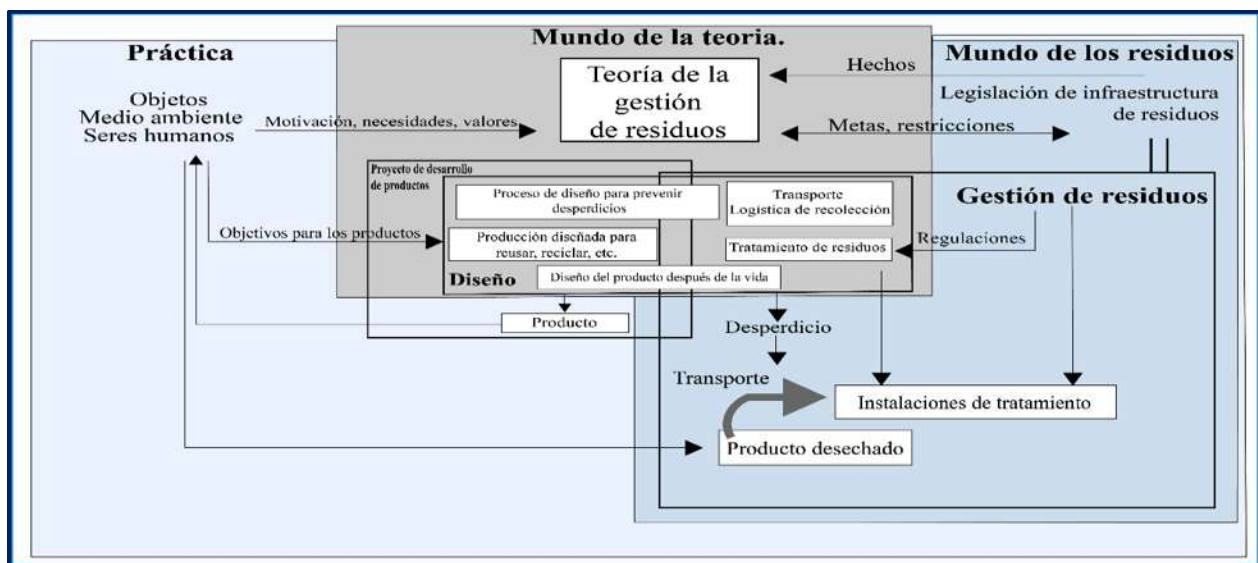 Práctica
Mundo de la teoria.
Mundo de los residuos
Objetos
Medio ambiente
Seres humanos
Motivación, necesidades, valores
Teoría de la
gestión
de residuos
Hechos
Legislación de infraestructura
de residuos
Metas, restricciones
Proyecto de desarrollo
de productos
Proceso de diseño para prevenir
desperdicios
Transporte
Logística de recolección
Gestión de residuos
Objetivos para los productos
Producción diseñada para
reusar, reciclar, etc.
Tratamiento de residuos
Regulaciones
Diseño
Diseño del producto después de la vida
Producto
Desperdicio
Transporte
Instalaciones de tratamiento
Producto desechado